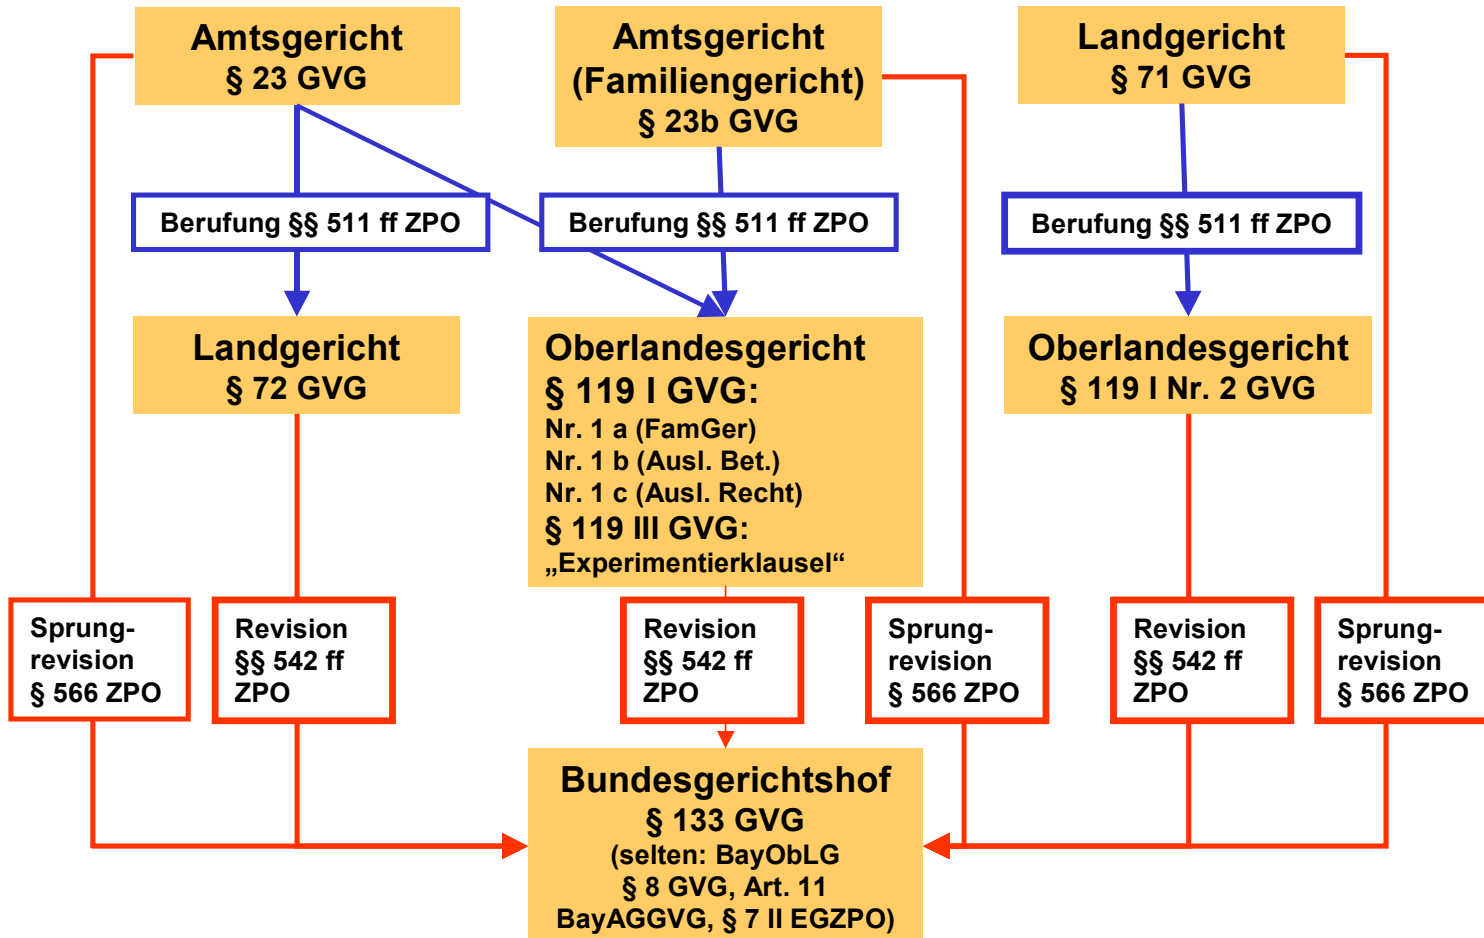 Amtsgericht
§ 23 GVG
Amtsgericht
(Familiengericht)
§ 23b GVG
Landgericht
§ 71 GVG
Berufung §§ 511 ff ZPO
Berufung §§ 511 ff ZPO
Berufung §§ 511 ff ZPO
Landgericht
§ 72 GVG
Oberlandesgericht
§ 119 I GVG:
Nr. 1 a (FamGer)
Nr. 1 b (Ausl. Bet.)
Nr. 1 c (Ausl. Recht)
§ 119 III GVG:
„Experimentierklausel“
Oberlandesgericht
§ 119 I Nr. 2 GVG
Sprung-
revision
§ 566 ZPO
Revision
§§ 542 ff
ZPO
Revision
§§ 542 ff
ZPO
Sprung-
revision
§ 566 ZPO
Revision
§§ 542 ff
ZPO
Sprung-
revision
§ 566 ZPO
Bundesgerichtshof
§ 133 GVG
(selten: BayObLG
§ 8 GVG, Art. 11
BayAGGVG, § 7 II EGZPO)